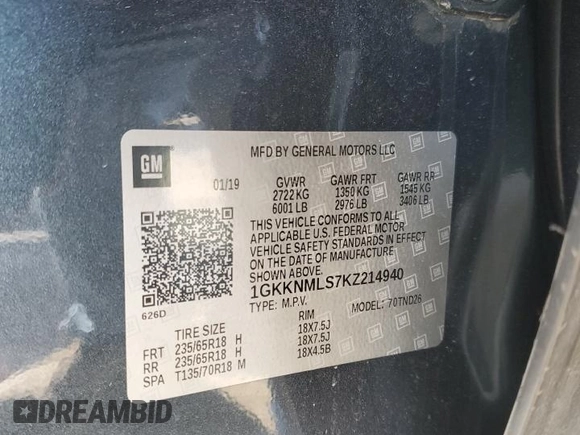 GM
MFD BY GENERAL MOTORS LLC
01/19 GVWR GAWR FRT GAWR RR
2722 KG 1350 KG 1545 KG
6001 LB 2976 LB 3406 LB
THIS VEHICLE CONFORMS TO ALL
APPLICABLE U.S. FEDERAL MOTOR
VEHICLE SAFETY STANDARDS IN EFFECT
ON THE DATE OF MANUFACTURE
SHOWN ABOVE.
1GKKNMLS7KZ214940
626D TYPE: M.P.V. MODEL: 70TND26
TIRE SIZE RIM
FRT 235/65R18 H 18X7.5J
RR 235/65R18 H 18X7.5J
SPA T135/70R18 M 18X4.5B
DREAMBID